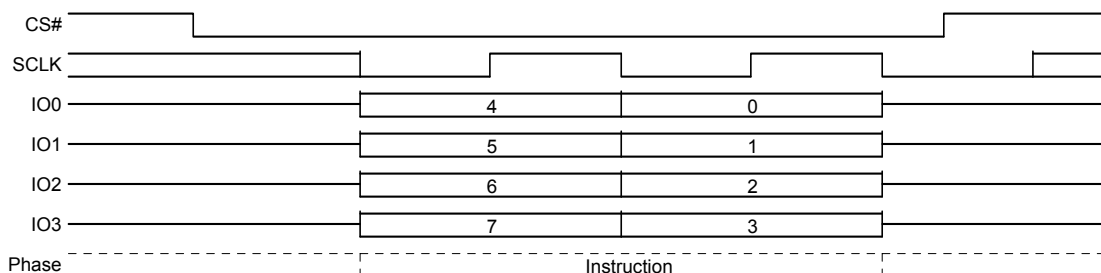 CS#
SCLK
IO0 4 0
IO1 5 1
IO2 6 2
IO3 7 3
Phase Instruction